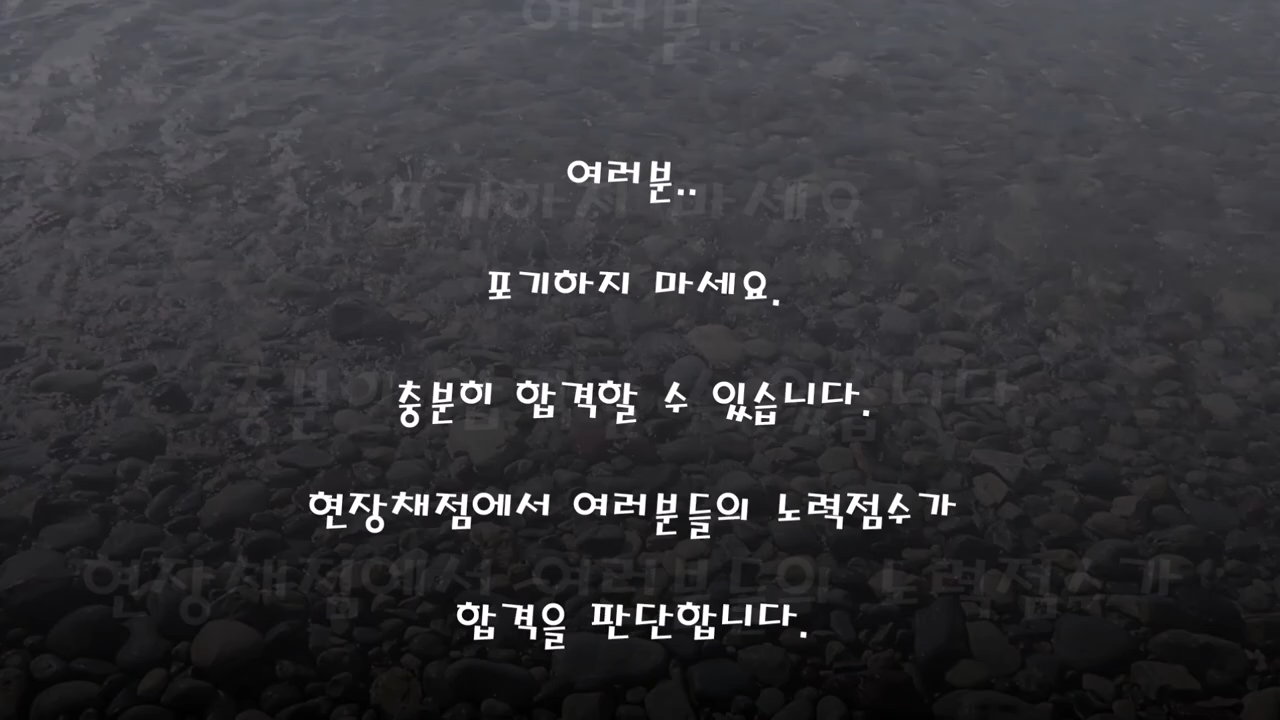 여러분..
포기하지 마세요.
충분히 합격할 수 있습니다.
현장채점에서 여러분들의 노력점수가
합격을 판단합니다.